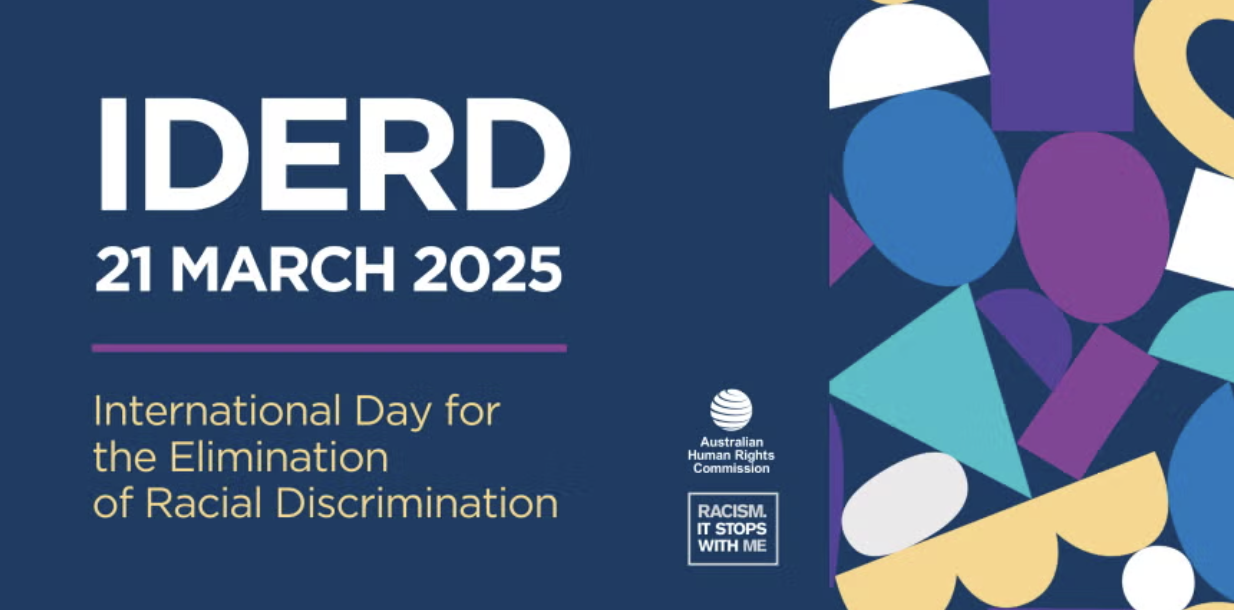 IDERD
21 MARCH 2025
International Day for
the Elimination
of Racial Discrimination
Australian
Human Rights
Commission
RACISM.
IT STOPS
WITH ME